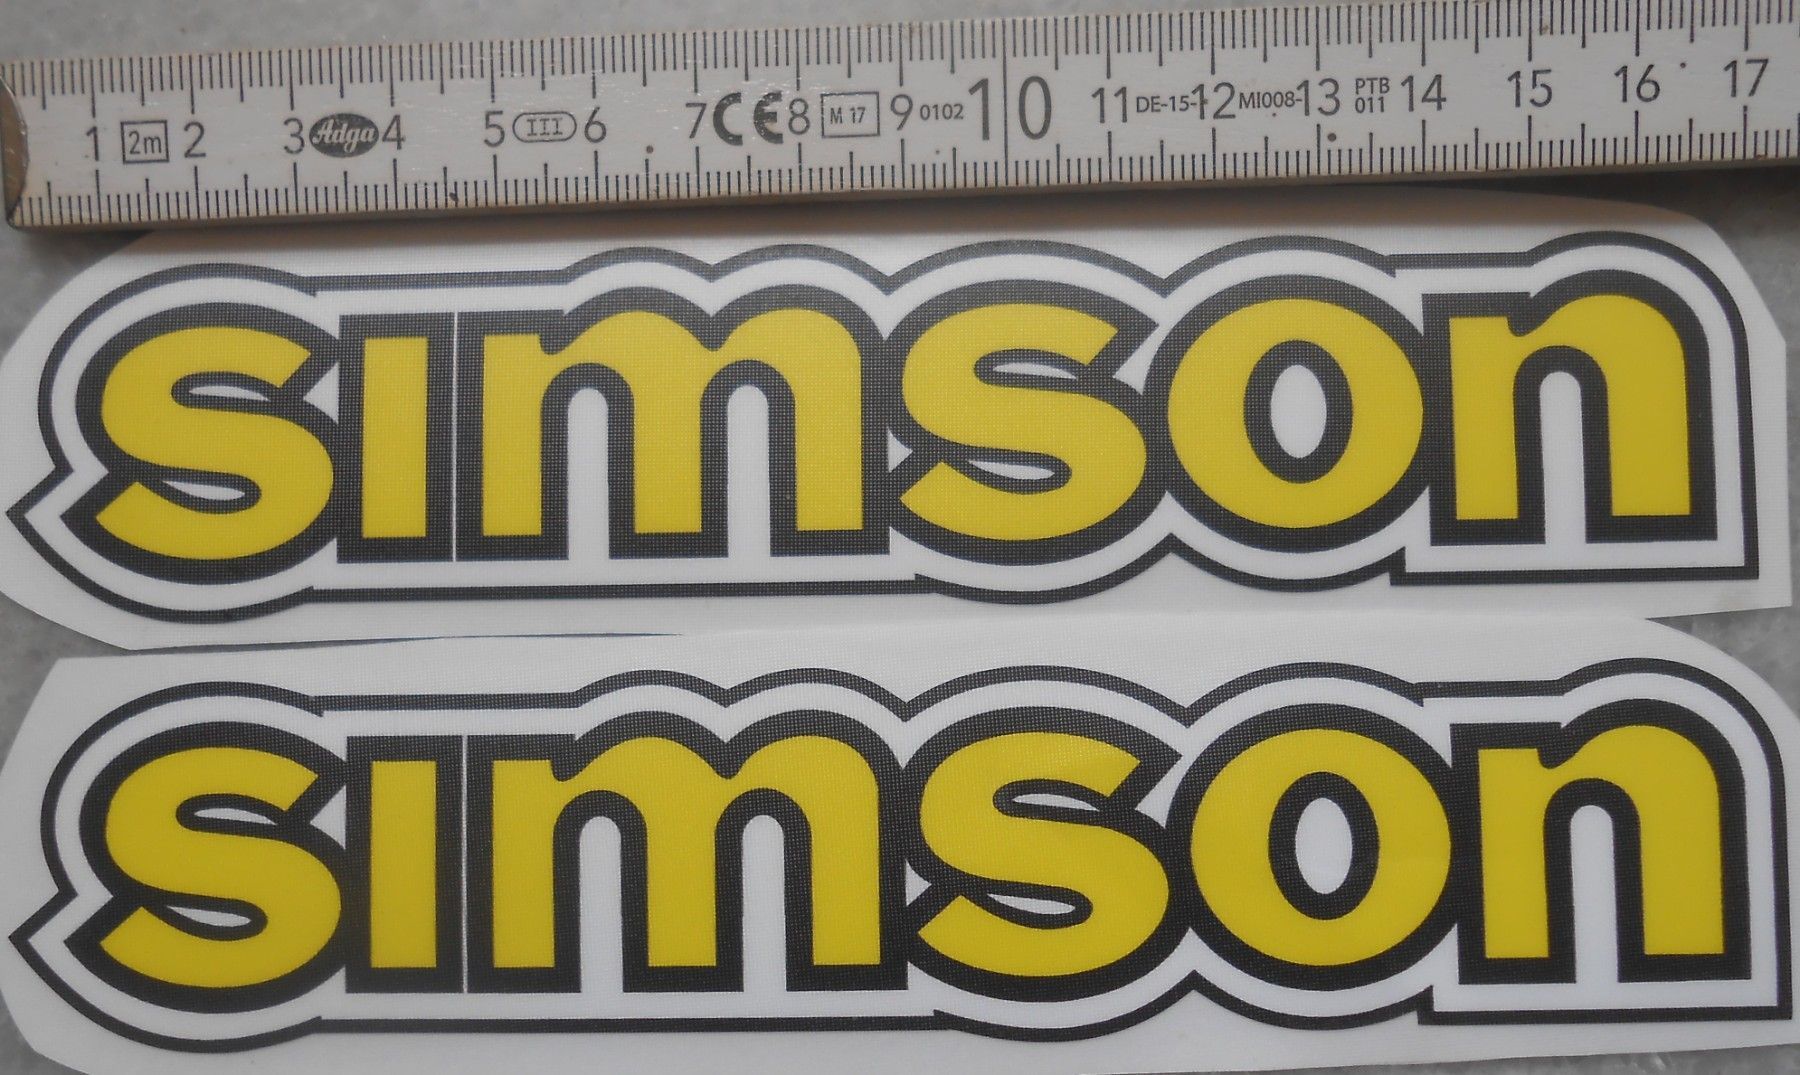 1 2m 2 3 Adga 4 5 III 6 7 CE 8 M 17 9 0102 10 11 DE-15- 12 MI008- 13 PTB 011 14 15 16 17
simson
simson